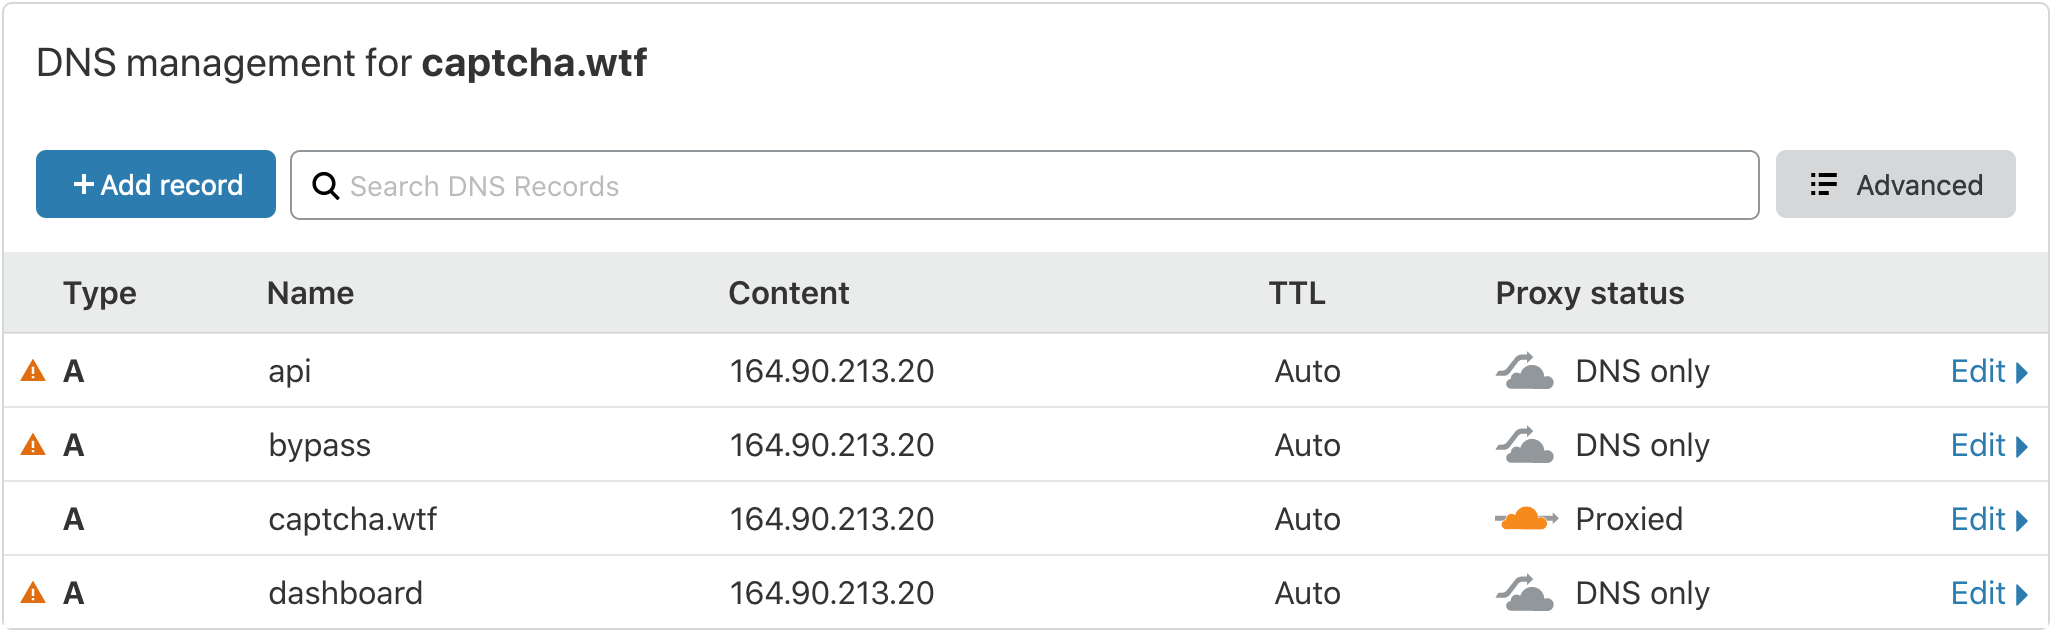 DNS management for captcha.wtf
+ Add record Search DNS Records Advanced
Type Name Content TTL Proxy status
A api 164.90.213.20 Auto DNS only Edit
A bypass 164.90.213.20 Auto DNS only Edit
A captcha.wtf 164.90.213.20 Auto Proxied Edit
A dashboard 164.90.213.20 Auto DNS only Edit